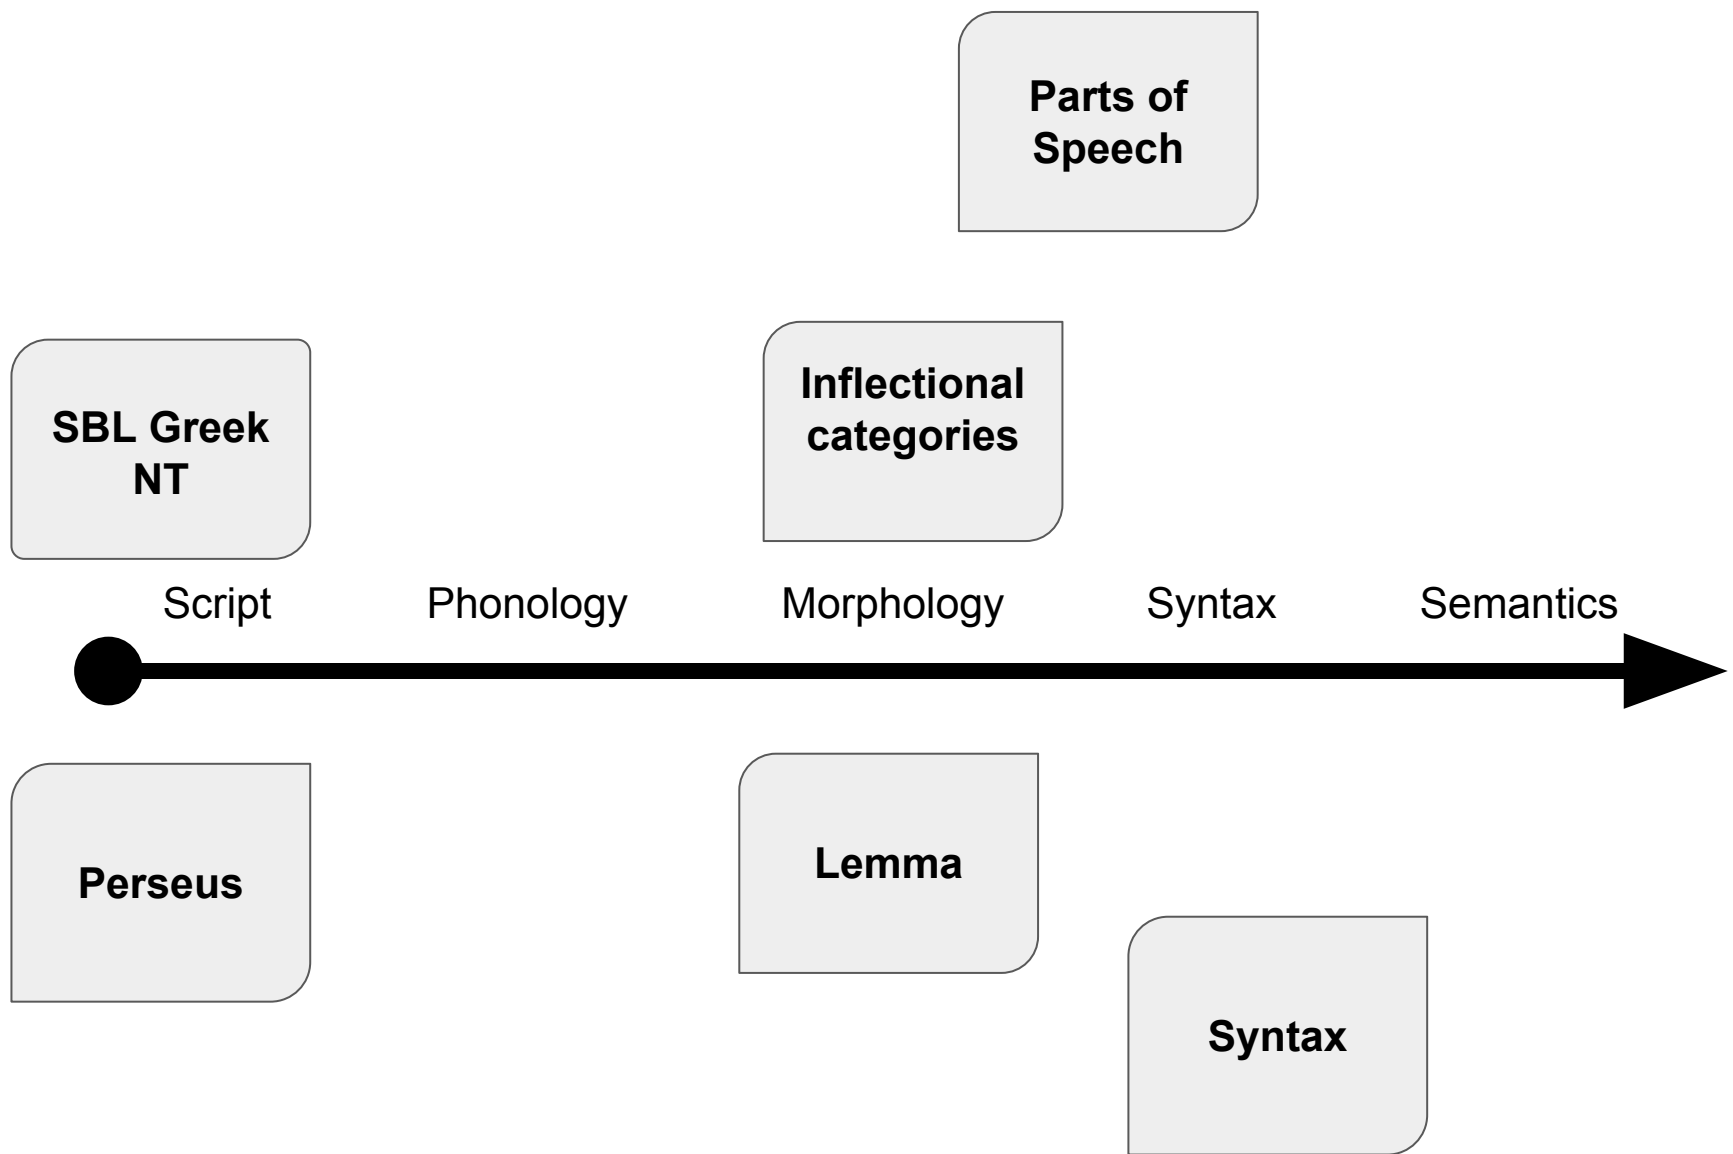 Parts of
Speech
Inflectional
categories
SBL Greek
NT
Script
Phonology
Morphology
Syntax
Semantics
Perseus
Lemma
Syntax